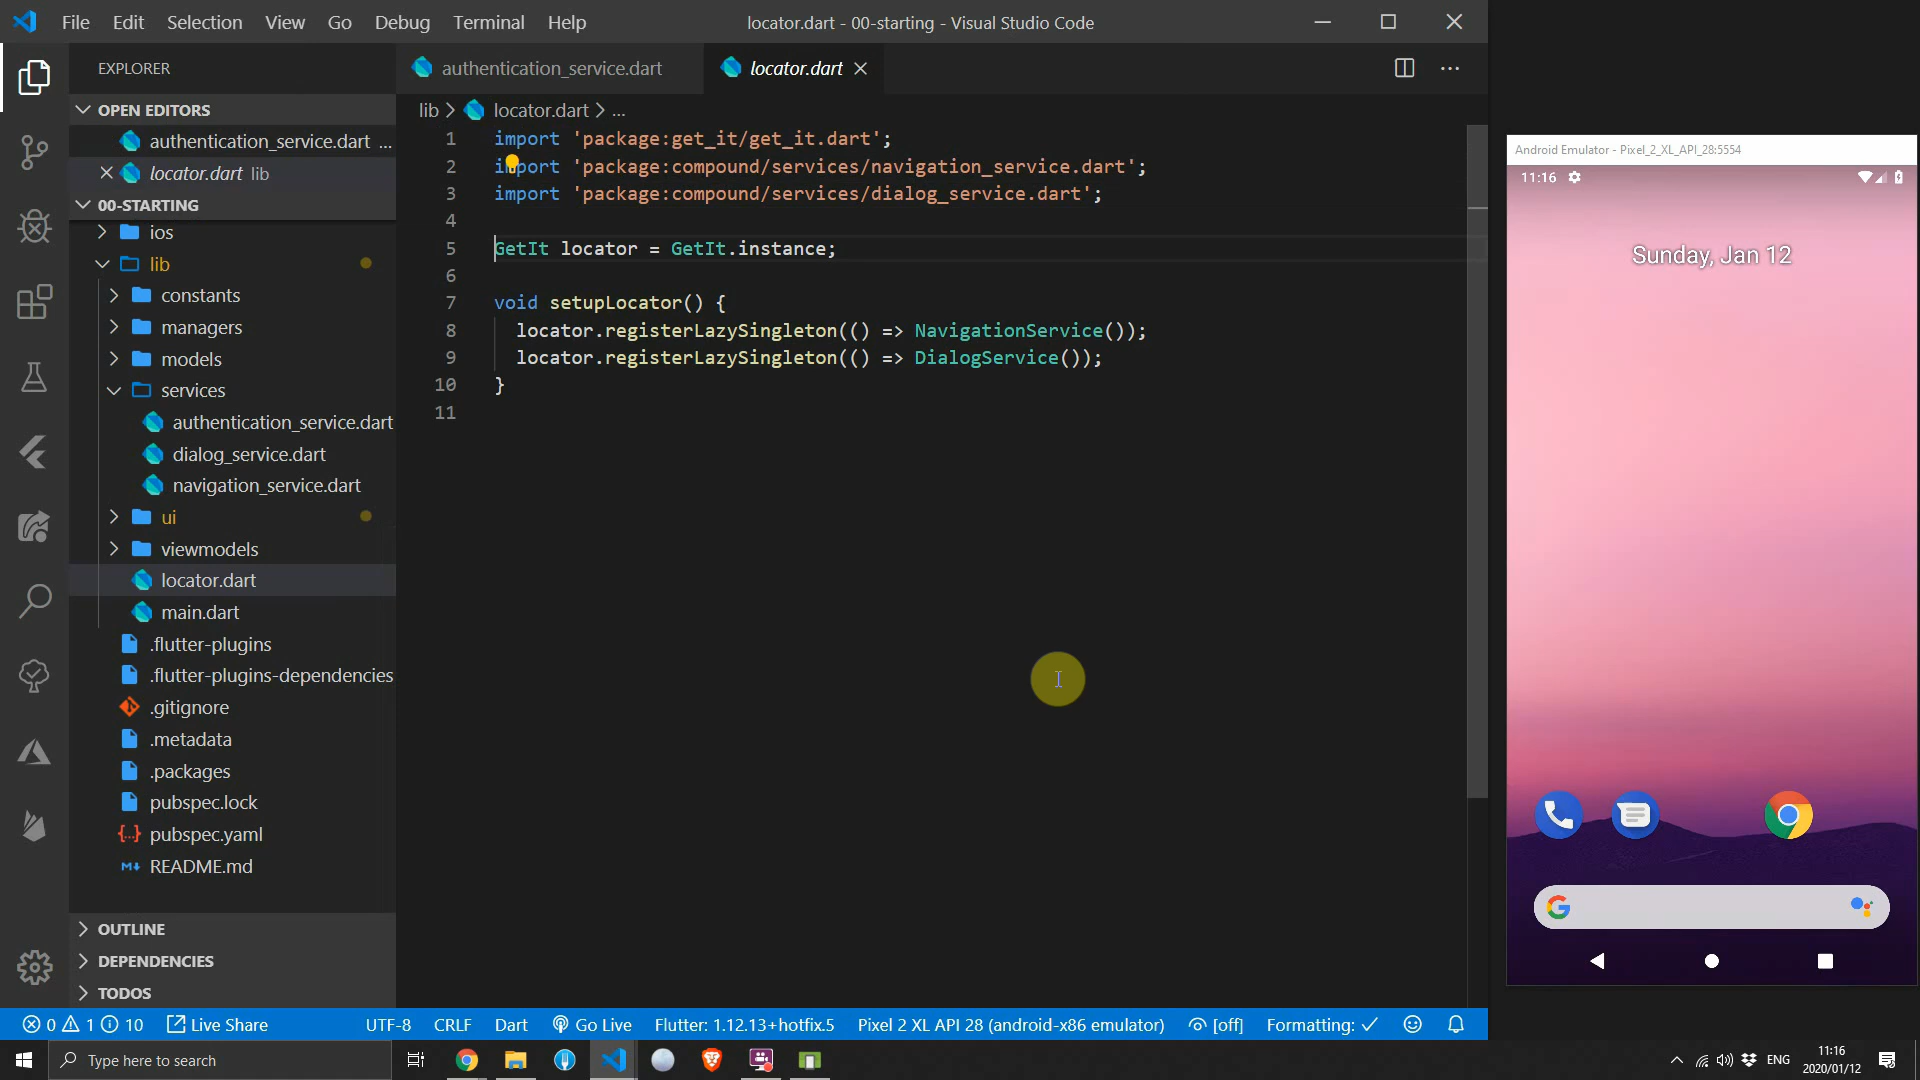 File Edit Selection View Go Debug Terminal Help
locator.dart - 00-starting - Visual Studio Code
EXPLORER
OPEN EDITORS
authentication_service.dart ...
locator.dart lib
00-STARTING
ios
lib
constants
managers
models
services
authentication_service.dart
dialog_service.dart
navigation_service.dart
ui
viewmodels
locator.dart
main.dart
.flutter-plugins
.flutter-plugins-dependencies
.gitignore
.metadata
.packages
pubspec.lock
pubspec.yaml
README.md
OUTLINE
DEPENDENCIES
TODOS
authentication_service.dart
locator.dart
lib > locator.dart > ...
1 import 'package:get_it/get_it.dart';
2 import 'package:compound/services/navigation_service.dart';
3 import 'package:compound/services/dialog_service.dart';
4
5 GetIt locator = GetIt.instance;
6
7 void setupLocator() {
8 locator.registerLazySingleton(() => NavigationService());
9 locator.registerLazySingleton(() => DialogService());
10 }
11
Android Emulator - Pixel_2_XL_API_28:5554
11:16
Sunday, Jan 12
0 1 10 Live Share UTF-8 CRLF Dart Go Live Flutter: 1.12.13+hotfix.5 Pixel 2 XL API 28 (android-x86 emulator) [off] Formatting: ✓
Type here to search
ENG
11:16
2020/01/12